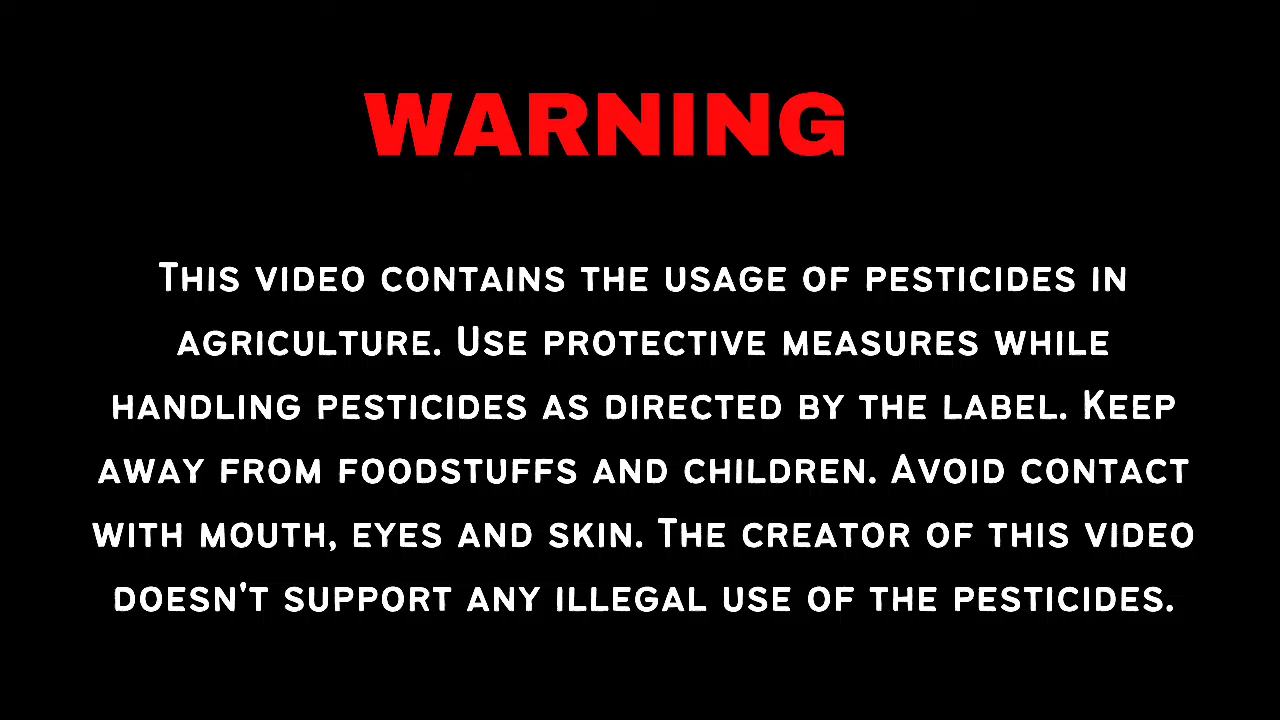 WARNING
This video contains the usage of pesticides in
agriculture. Use protective measures while
handling pesticides as directed by the label. Keep
away from foodstuffs and children. Avoid contact
with mouth, eyes and skin. The creator of this video
doesn't support any illegal use of the pesticides.